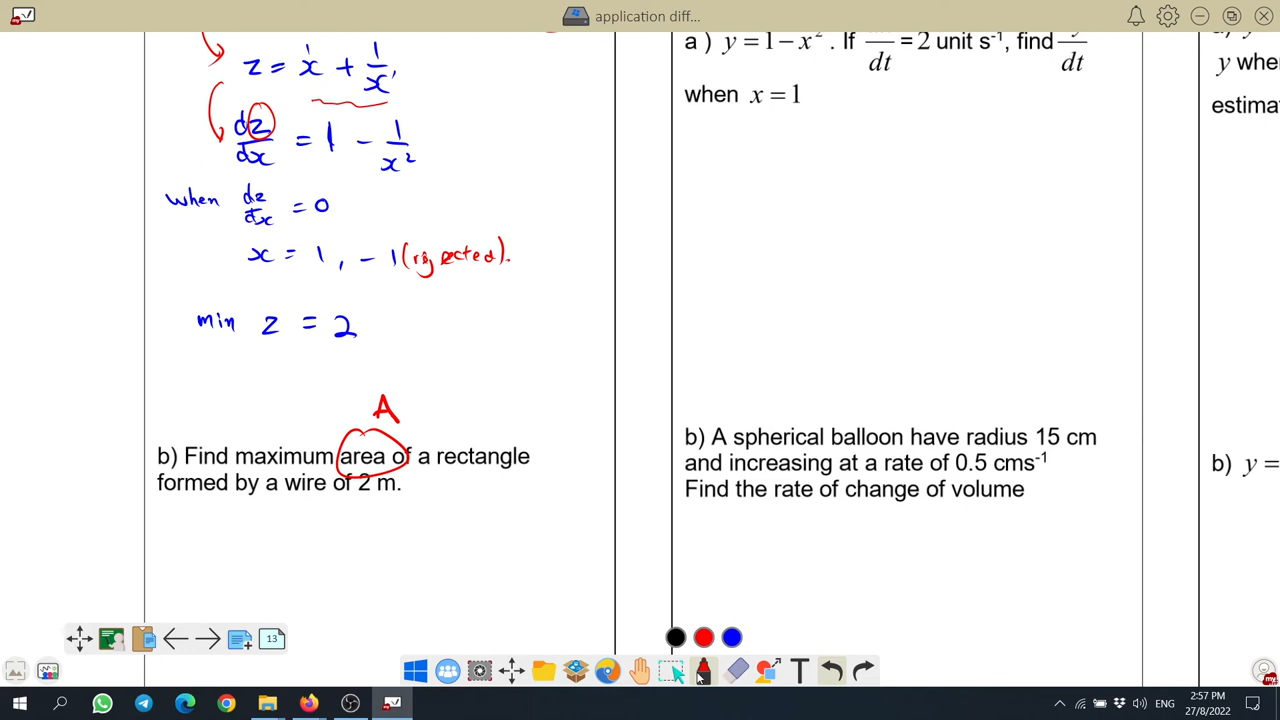 application diff...
z = x + 1/x
dz/dx = 1 - 1/x²
when dz/dx = 0
x = 1, -1 (rejected).
min z = 2
A
b) Find maximum area of a rectangle
formed by a wire of 2 m.
a ) y = 1 – x². If = 2 unit s⁻¹, find
dt dt
when x = 1
b) A spherical balloon have radius 15 cm
and increasing at a rate of 0.5 cms⁻¹
Find the rate of change of volume
y whe
estimat
b) y =
13
T
ENG
2:57 PM
27/8/2022